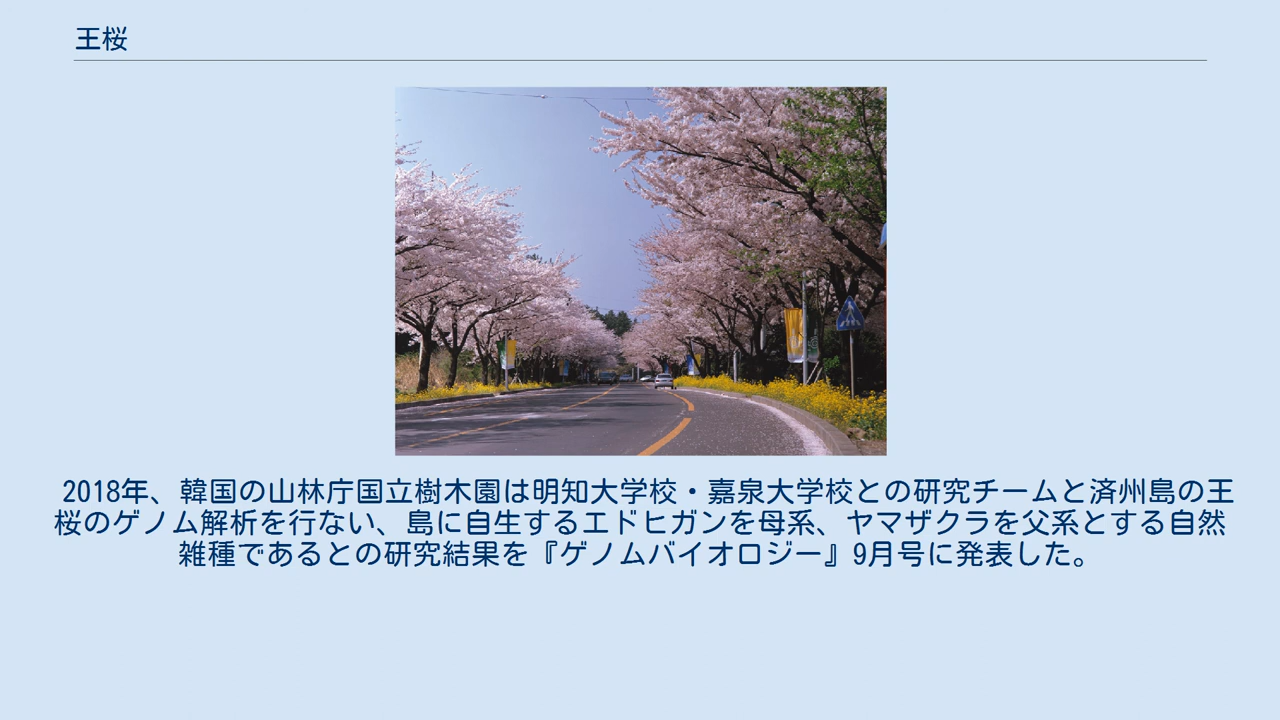 王桜
2018年、韓国の山林庁国立樹木園は明知大学校・嘉泉大学校との研究チームと済州島の王
桜のゲノム解析を行ない、島に自生するエドヒガンを母系、ヤマザクラを父系とする自然
雑種であるとの研究結果を『ゲノムバイオロジー』9月号に発表した。